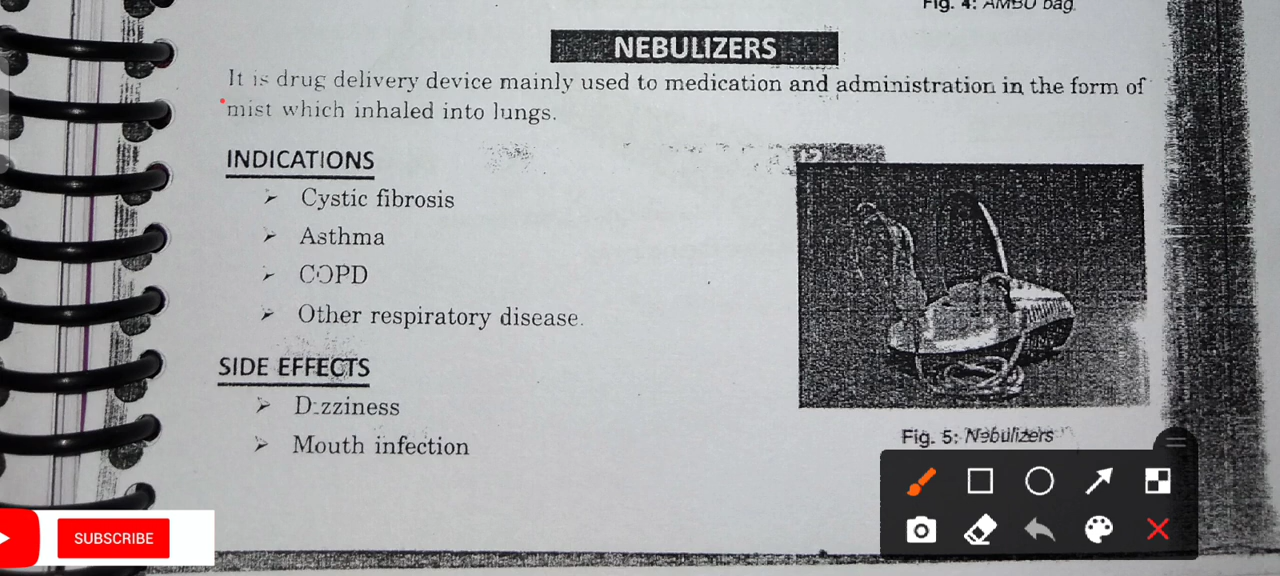 Fig. 4: AMBU bag
NEBULIZERS
It is drug delivery device mainly used to medication and administration in the form of
mist which inhaled into lungs.
INDICATIONS
➢ Cystic fibrosis
➢ Asthma
➢ COPD
➢ Other respiratory disease.
SIDE EFFECTS
➢ Dizziness
➢ Mouth infection
Fig. 5: Nebulizers
SUBSCRIBE